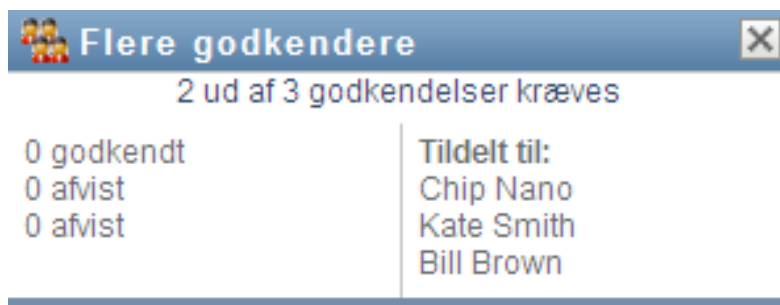 Flere godkendere
2 ud af 3 godkendelser kræves
0 godkendt
0 afvist
0 afvist
Tildelt til:
Chip Nano
Kate Smith
Bill Brown